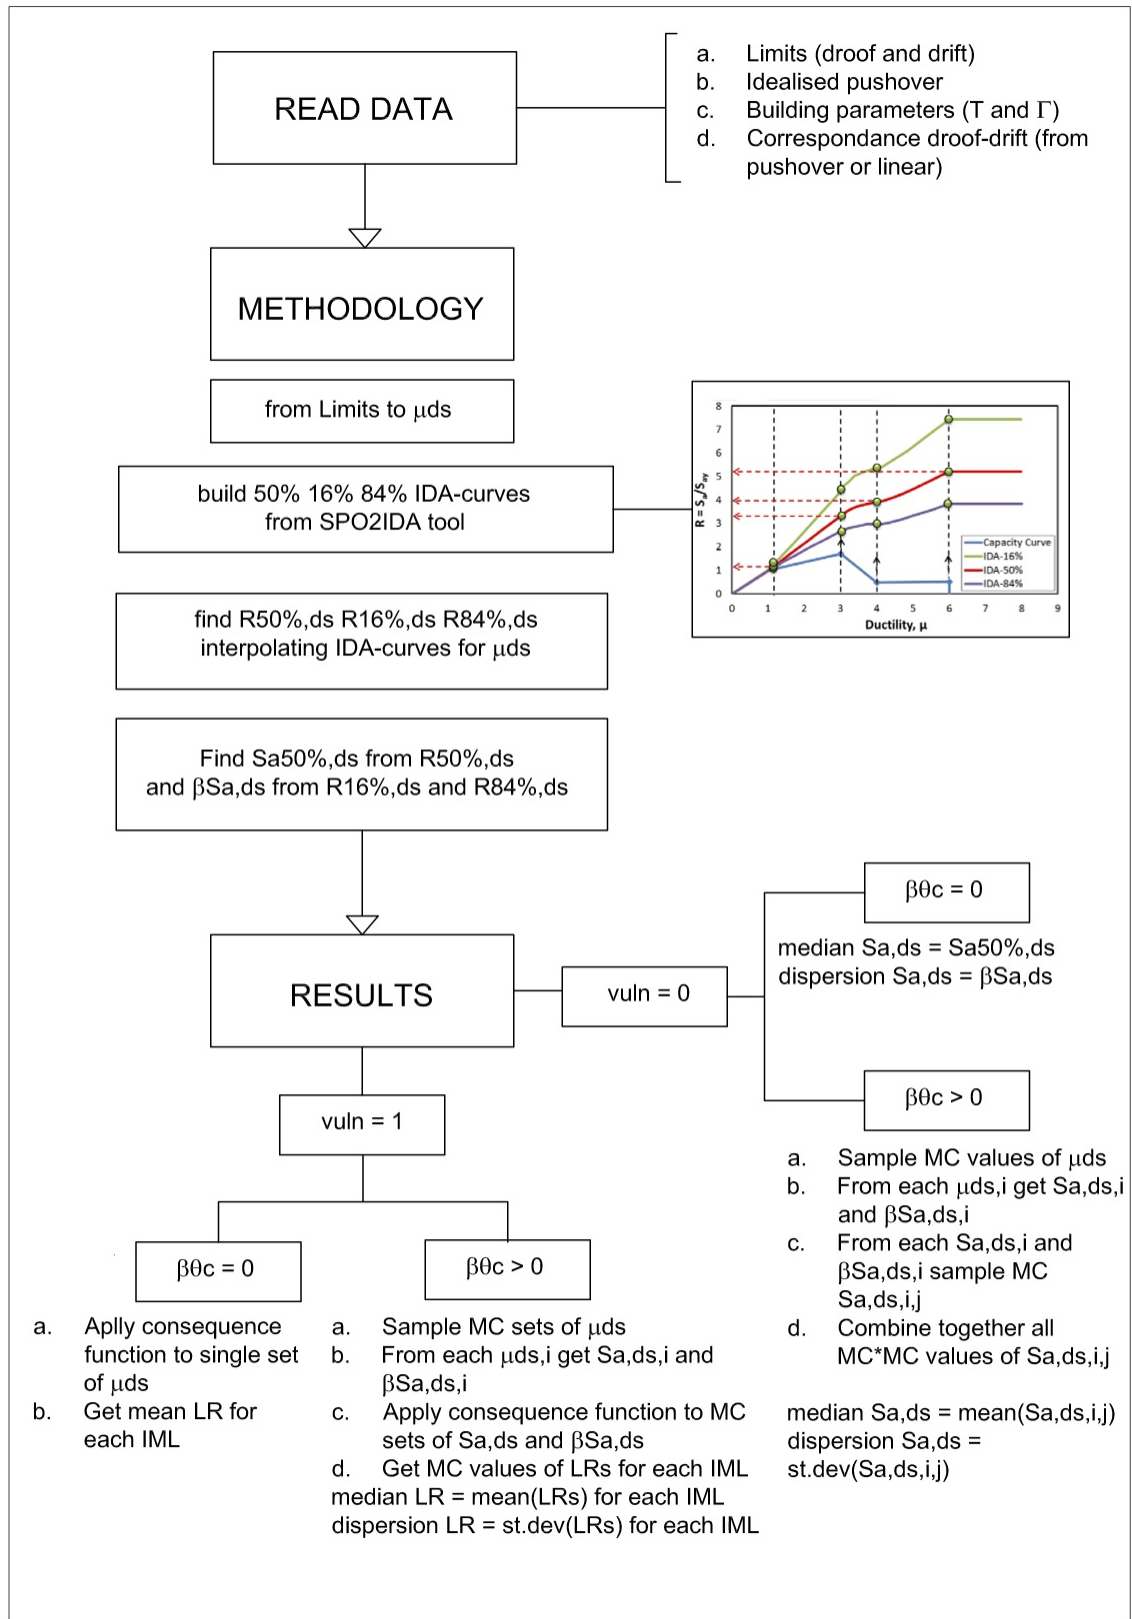 READ DATA
a. Limits (droof and drift)
b. Idealised pushover
c. Building parameters (T and Γ)
d. Correspondance droof-drift (from
pushover or linear)
METHODOLOGY
from Limits to μds
build 50% 16% 84% IDA-curves
from SPO2IDA tool
8
7
6
5
4
3
2
1
0
R = Sa/Say
0 1 2 3 4 5 6 7 8 9
Ductility, μ
Capacity Curve
IDA-16%
IDA-50%
IDA-84%
find R50%,ds R16%,ds R84%,ds
interpolating IDA-curves for μds
Find Sa50%,ds from R50%,ds
and βSa,ds from R16%,ds and R84%,ds
RESULTS
vuln = 0
βθc = 0
median Sa,ds = Sa50%,ds
dispersion Sa,ds = βSa,ds
βθc > 0
a. Sample MC values of μds
b. From each μds,i get Sa,ds,i
and βSa,ds,i
c. From each Sa,ds,i and
βSa,ds,i sample MC
Sa,ds,i,j
d. Combine together all
MC*MC values of Sa,ds,i,j
median Sa,ds = mean(Sa,ds,i,j)
dispersion Sa,ds =
st.dev(Sa,ds,i,j)
vuln = 1
βθc = 0
a. Aplly consequence
function to single set
of μds
b. Get mean LR for
each IML
βθc > 0
a. Sample MC sets of μds
b. From each μds,i get Sa,ds,i and
βSa,ds,i
c. Apply consequence function to MC
sets of Sa,ds and βSa,ds
d. Get MC values of LRs for each IML
median LR = mean(LRs) for each IML
dispersion LR = st.dev(LRs) for each IML